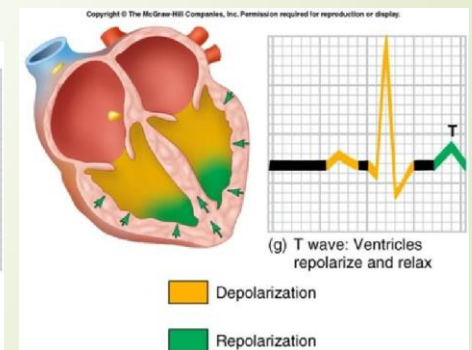 Copyright © The McGraw-Hill Companies, Inc. Permission required for reproduction or display.
T
(g) T wave: Ventricles
repolarize and relax
Depolarization
Repolarization